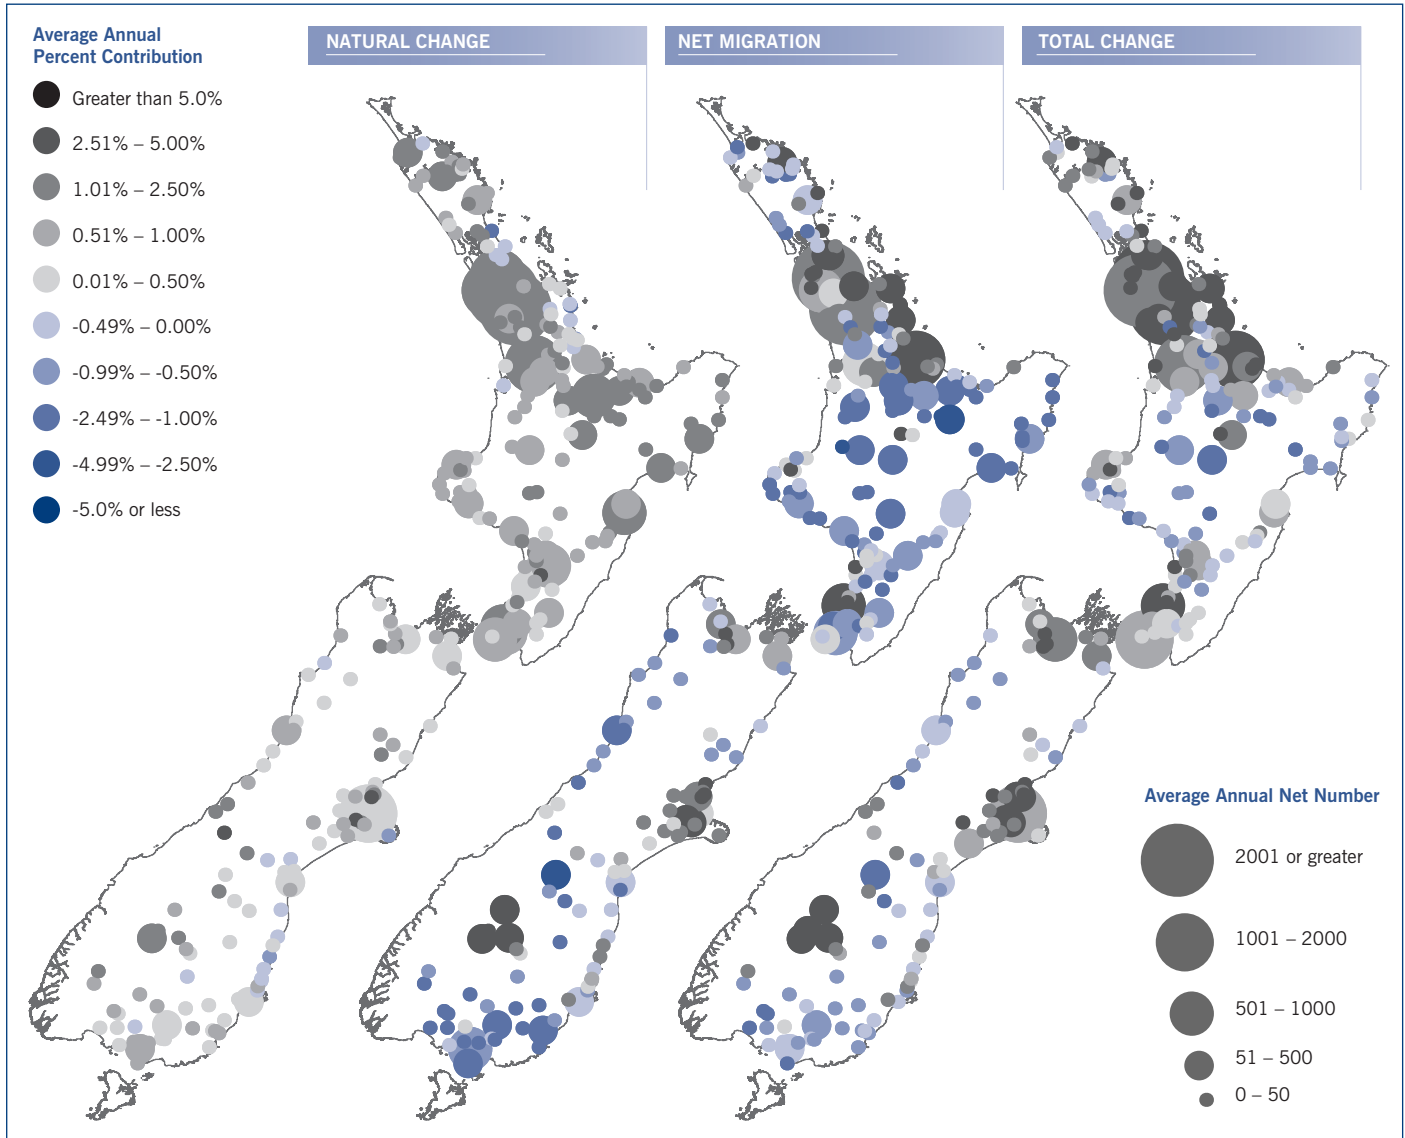 Average Annual
Percent Contribution
Greater than 5.0%
2.51% – 5.00%
1.01% – 2.50%
0.51% – 1.00%
0.01% – 0.50%
-0.49% – 0.00%
-0.99% – -0.50%
-2.49% – -1.00%
-4.99% – -2.50%
-5.0% or less
NATURAL CHANGE
NET MIGRATION
TOTAL CHANGE
Average Annual Net Number
2001 or greater
1001 – 2000
501 – 1000
51 – 500
0 – 50